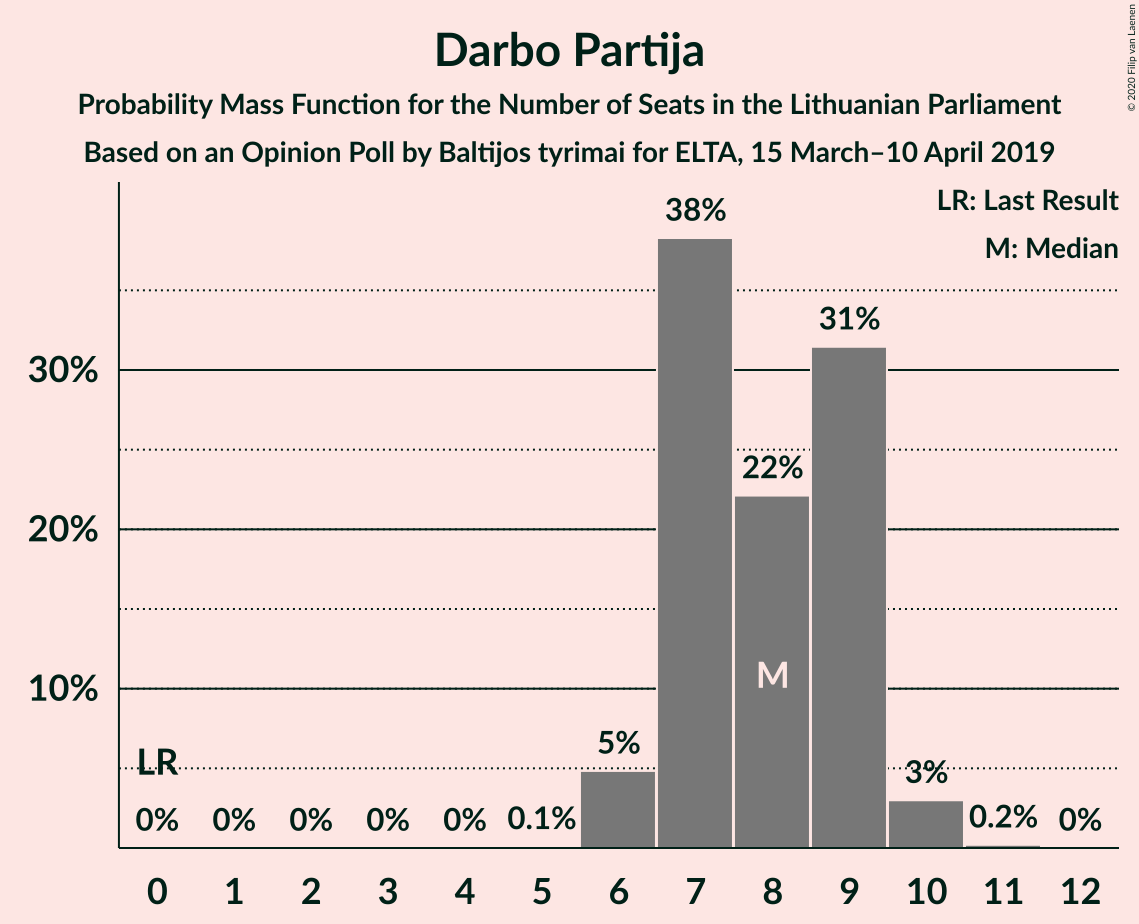 Darbo Partija
Probability Mass Function for the Number of Seats in the Lithuanian Parliament
Based on an Opinion Poll by Baltijos tyrimai for ELTA, 15 March–10 April 2019
© 2020 Filip van Laenen
LR: Last Result
M: Median
38%
31%
30%
22%
20%
M
10%
5%
LR
3%
0% 0% 0% 0% 0% 0.1% 0.2% 0%
0 1 2 3 4 5 6 7 8 9 10 11 12